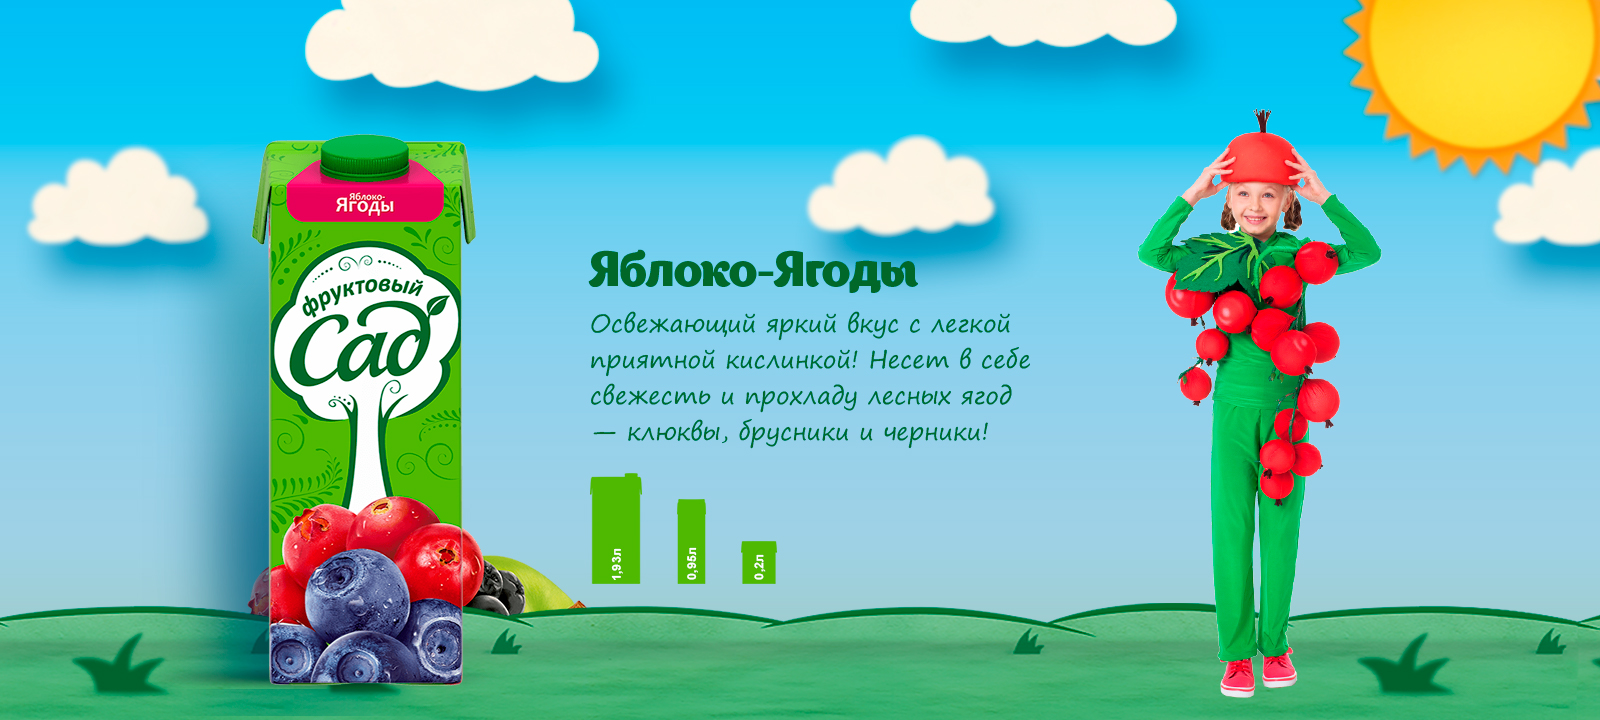 Яблоко-
Ягоды
фруктовый
Сад
Яблоко-Ягоды
Освежающий яркий вкус с легкой
приятной кислинкой! Несет в себе
свежесть и прохладу лесных ягод
— клюквы, брусники и черники!
1,93л
0,95л
0,2л